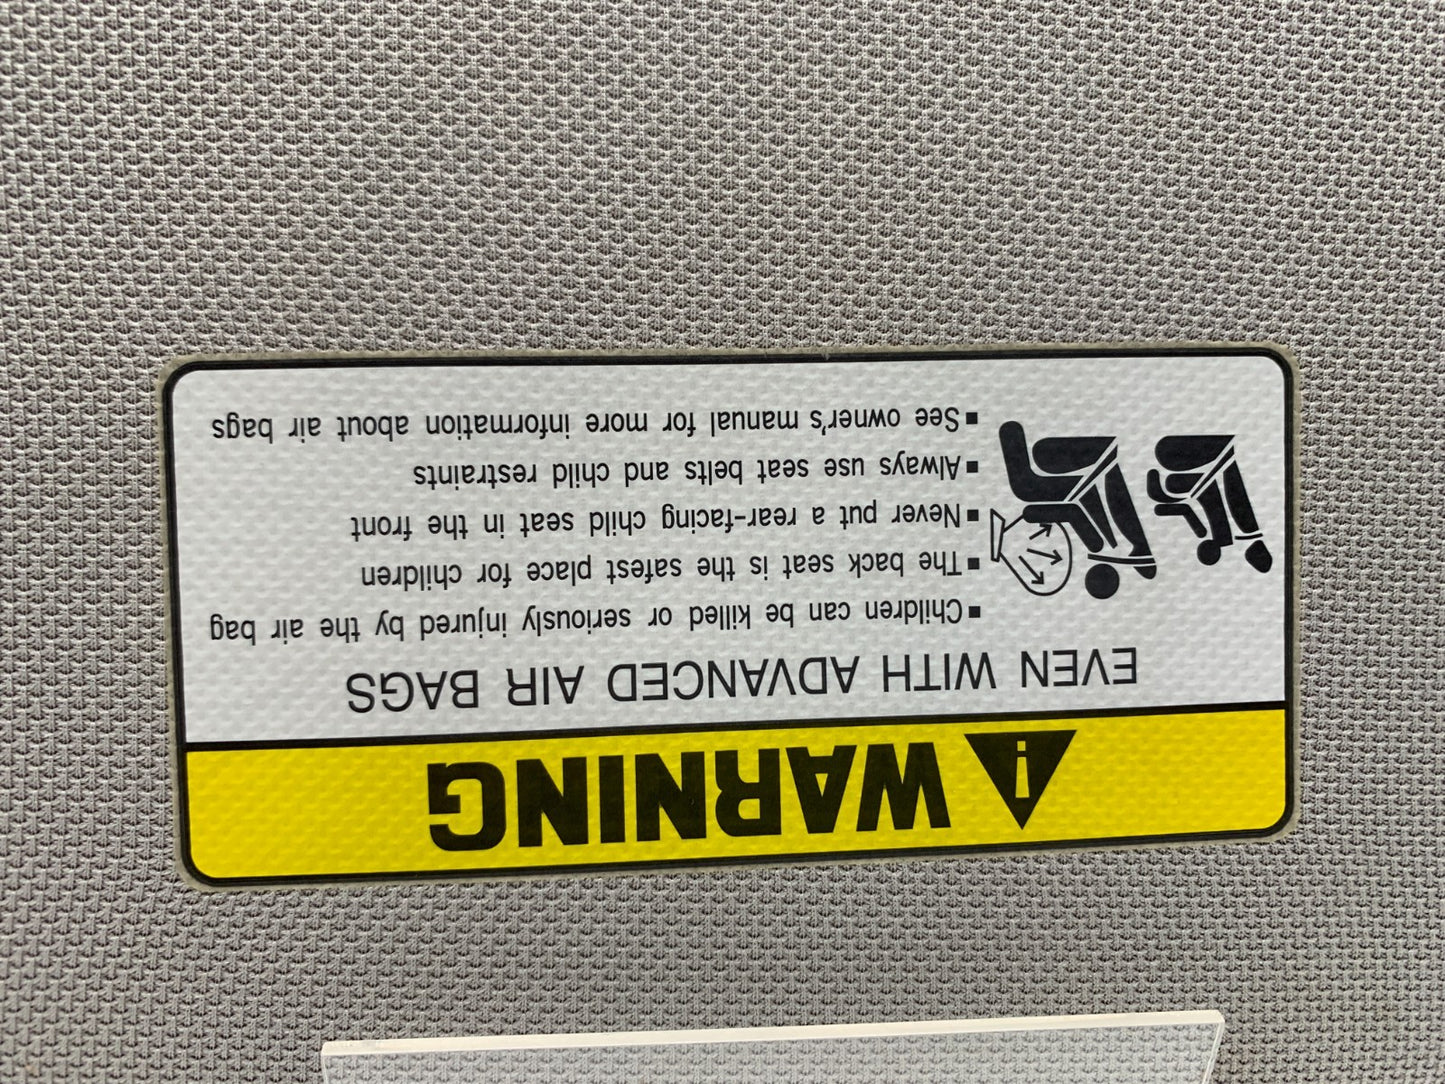 WARNING
EVEN WITH ADVANCED AIR BAGS
▪Children can be killed or seriously injured by the air bag
▪The back seat is the safest place for children
▪Never put a rear-facing child seat in the front
▪Always use seat belts and child restraints
▪See owner's manual for more information about air bags